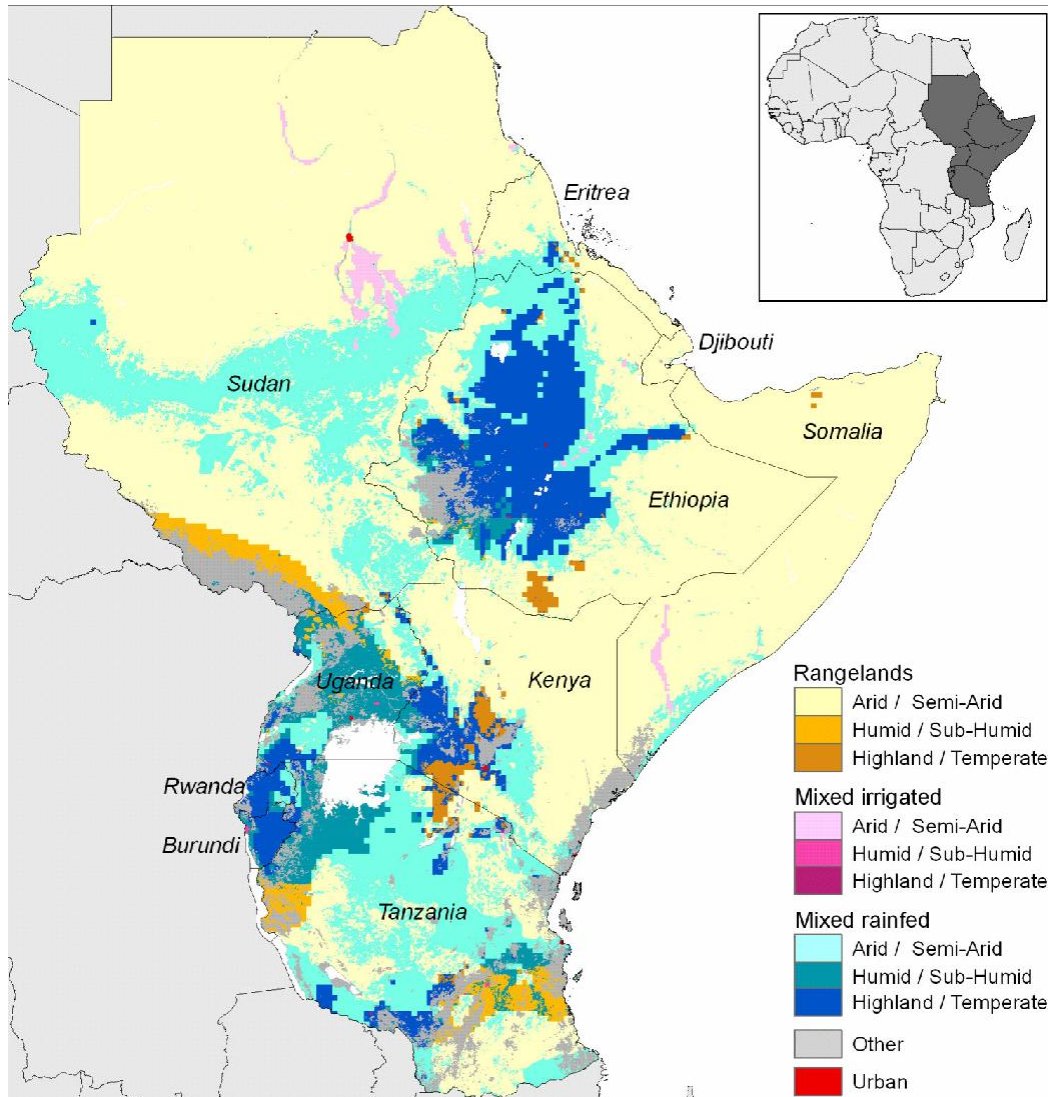 Eritrea
Djibouti
Sudan
Somalia
Ethiopia
Uganda
Kenya
Rwanda
Burundi
Tanzania
Rangelands
Arid / Semi-Arid
Humid / Sub-Humid
Highland / Temperate
Mixed irrigated
Arid / Semi-Arid
Humid / Sub-Humid
Highland / Temperate
Mixed rainfed
Arid / Semi-Arid
Humid / Sub-Humid
Highland / Temperate
Other
Urban